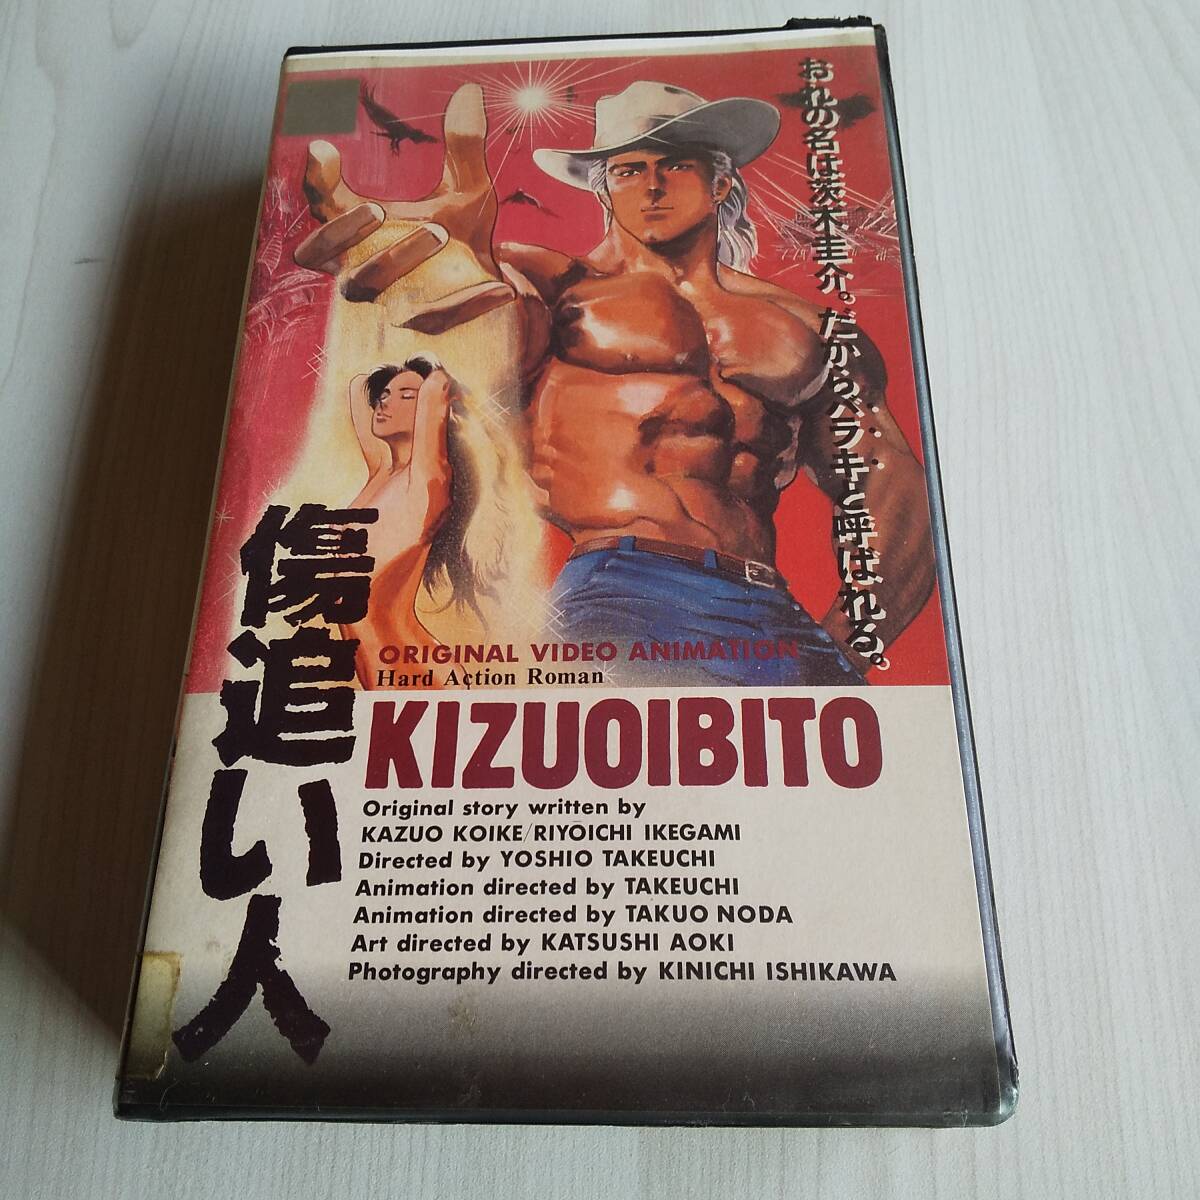 おれの名は茨木圭介。だからバラキと呼ばれる。
傷追い人
ORIGINAL VIDEO ANIMATION
Hard Action Roman
KIZUOIBITO
Original story written by
KAZUO KOIKE/RIYŌICHI IKEGAMI
Directed by YOSHIO TAKEUCHI
Animation directed by TAKEUCHI
Animation directed by TAKUO NODA
Art directed by KATSUSHI AOKI
Photography directed by KINICHI ISHIKAWA